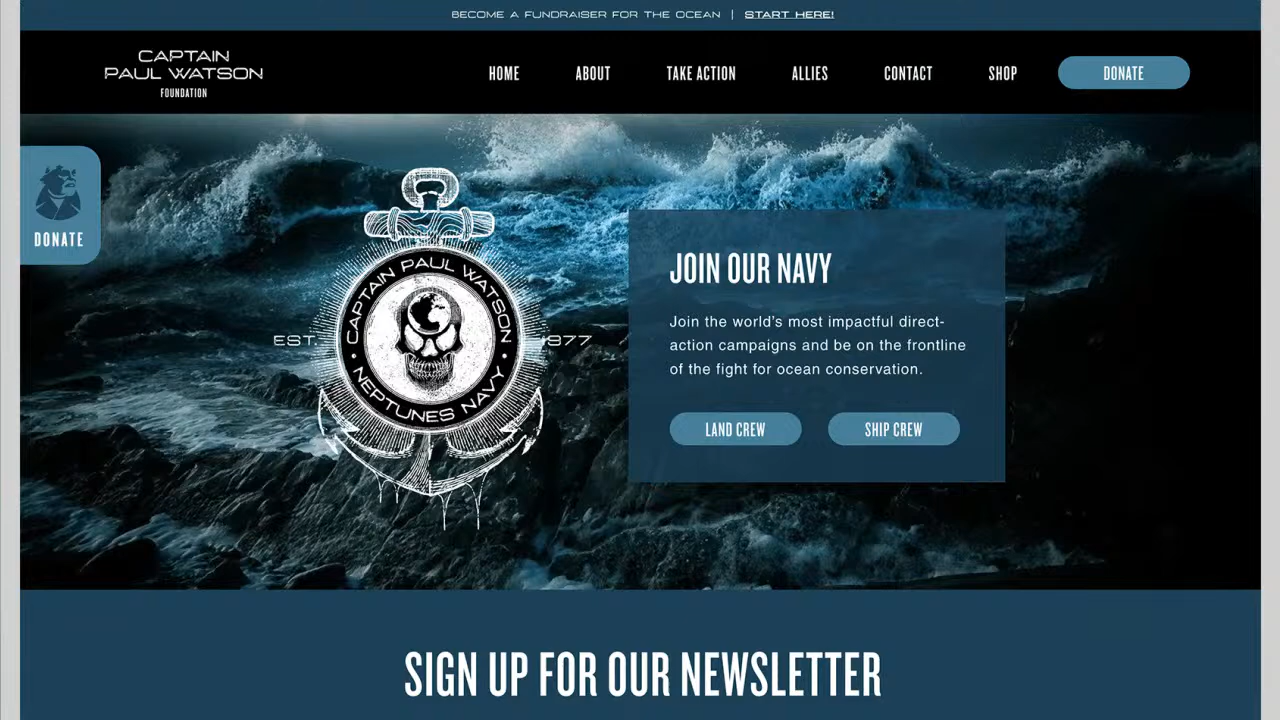 BECOME A FUNDRAISER FOR THE OCEAN | START HERE!
CAPTAIN
PAUL WATSON
FOUNDATION
HOME ABOUT TAKE ACTION ALLIES CONTACT SHOP DONATE
DONATE
CAPTAIN PAUL WATSON
EST 1977
• NEPTUNES NAVY •
JOIN OUR NAVY
Join the world's most impactful direct-
action campaigns and be on the frontline
of the fight for ocean conservation.
LAND CREW SHIP CREW
SIGN UP FOR OUR NEWSLETTER